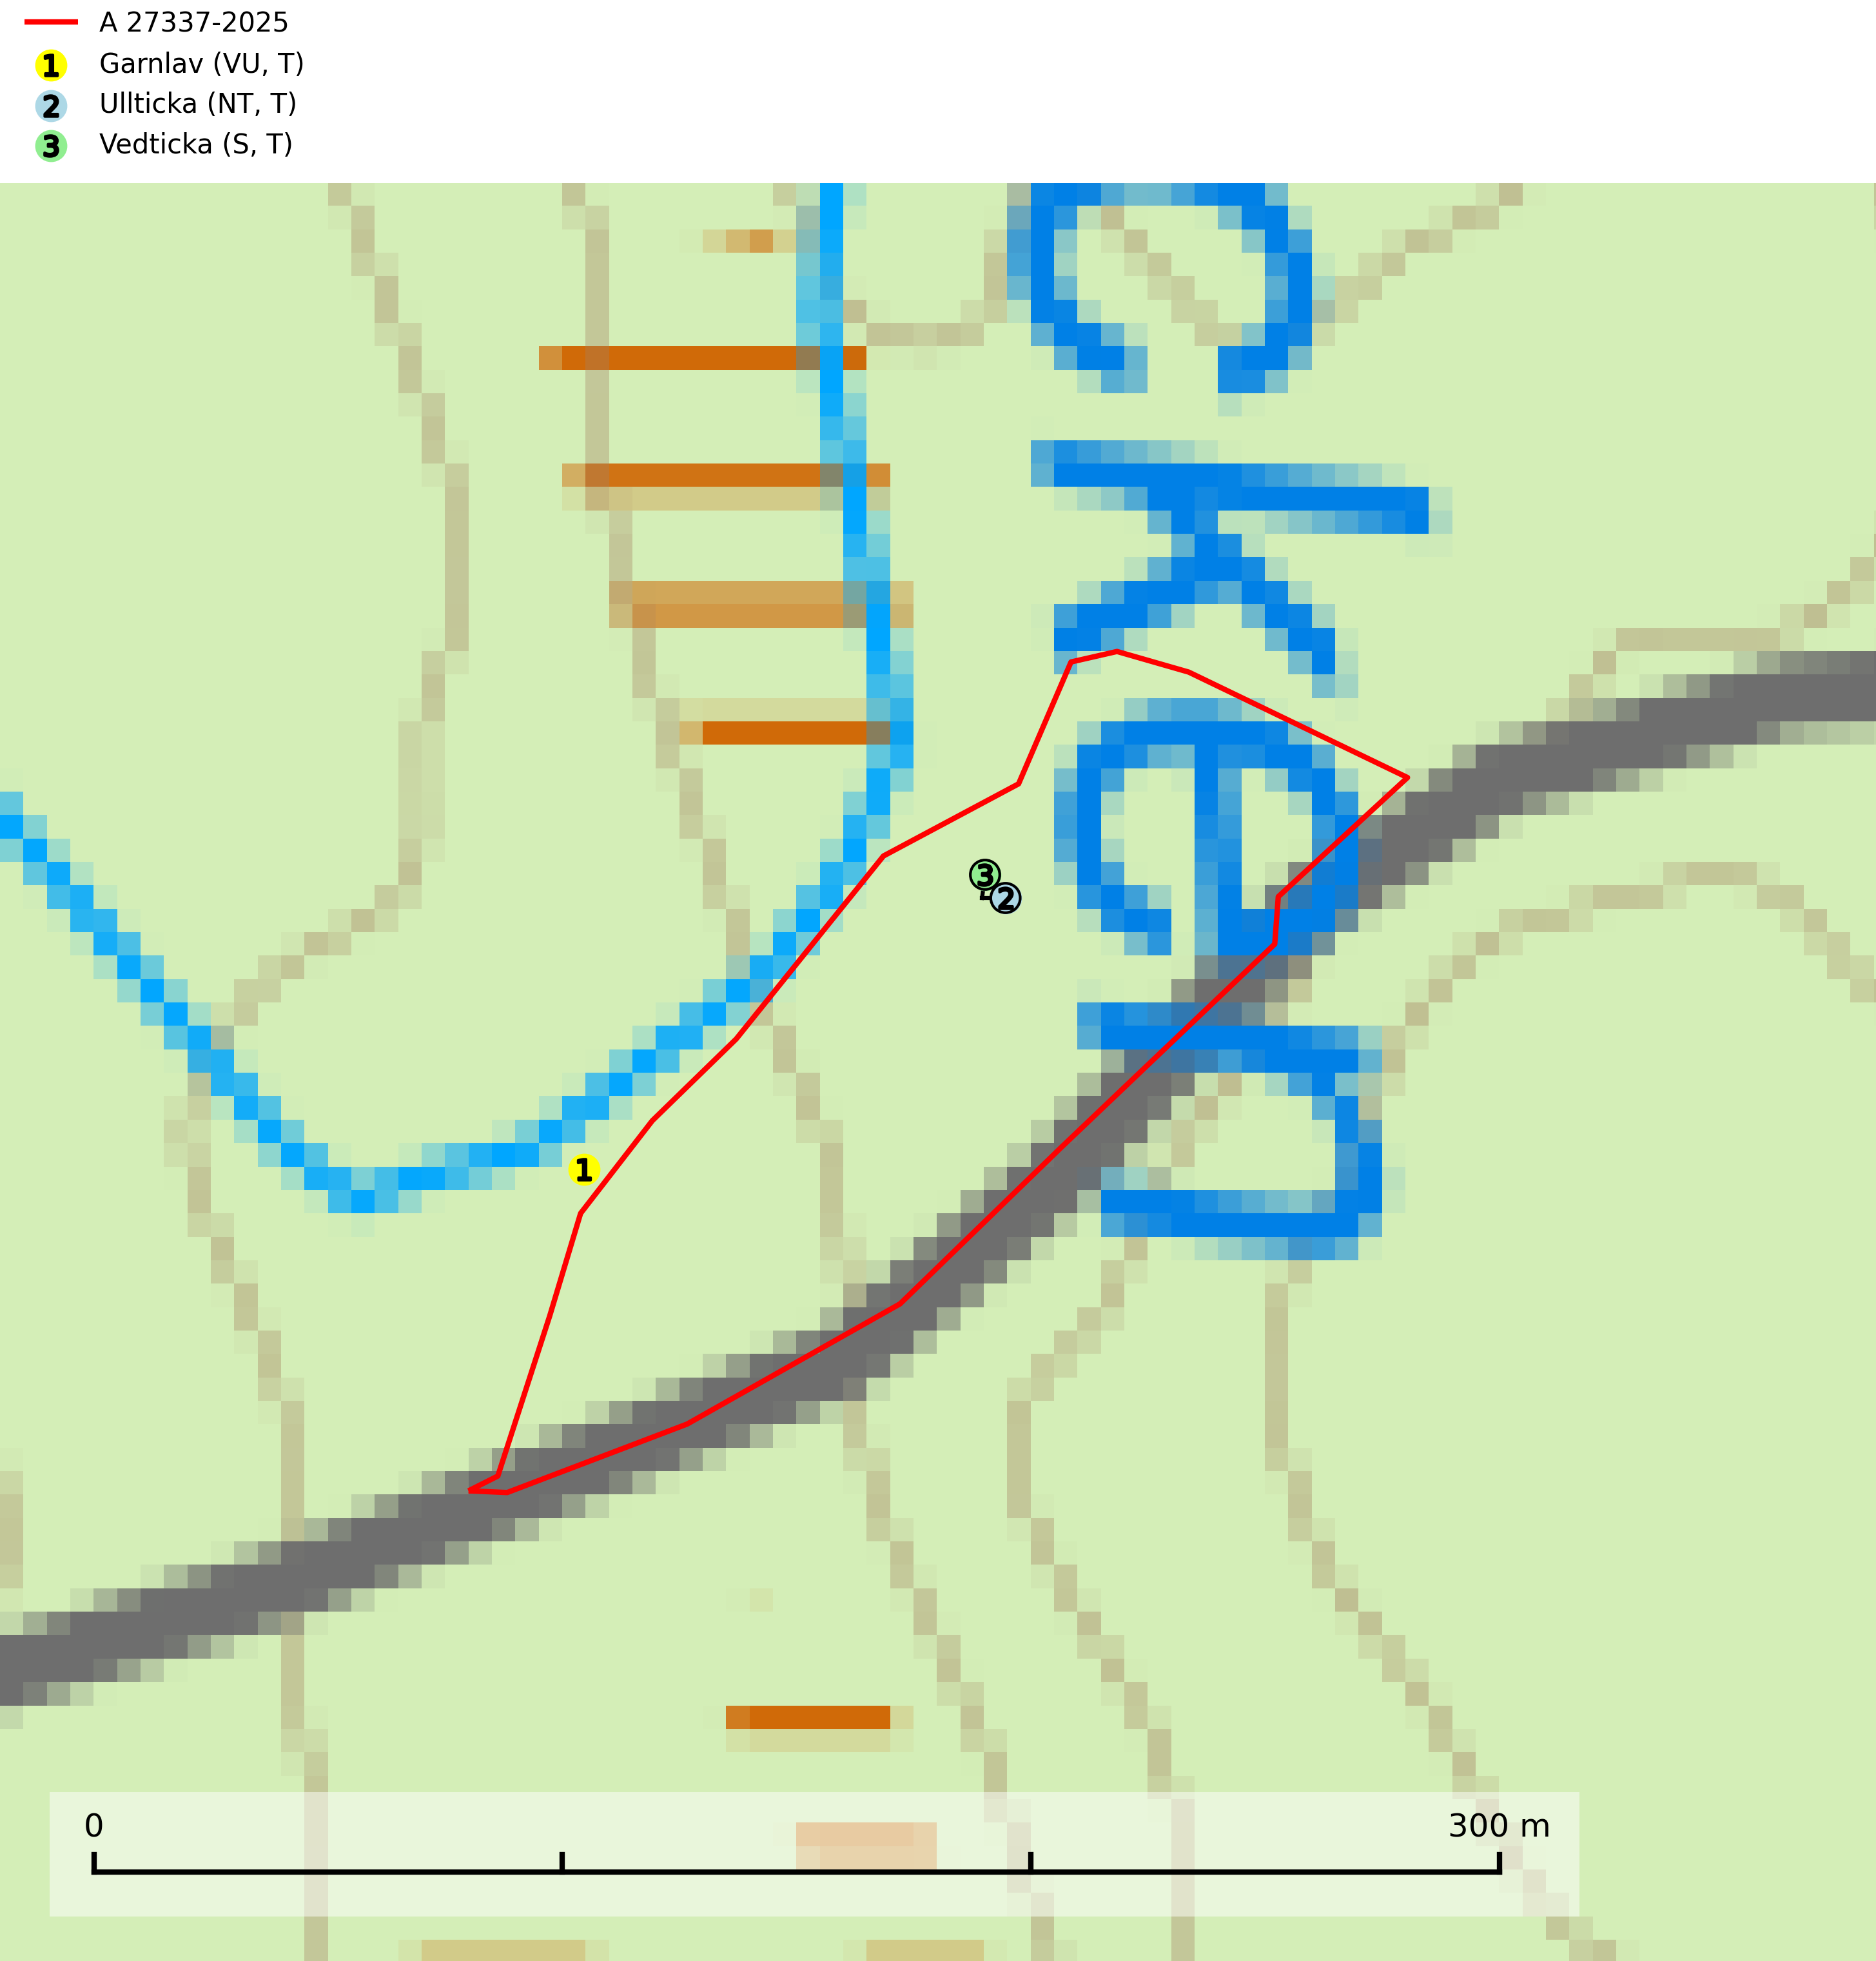 A 27337-2025
1 Garnlav (VU, T)
2 Ullticka (NT, T)
3 Vedticka (S, T)
3
2
1
0 300 m